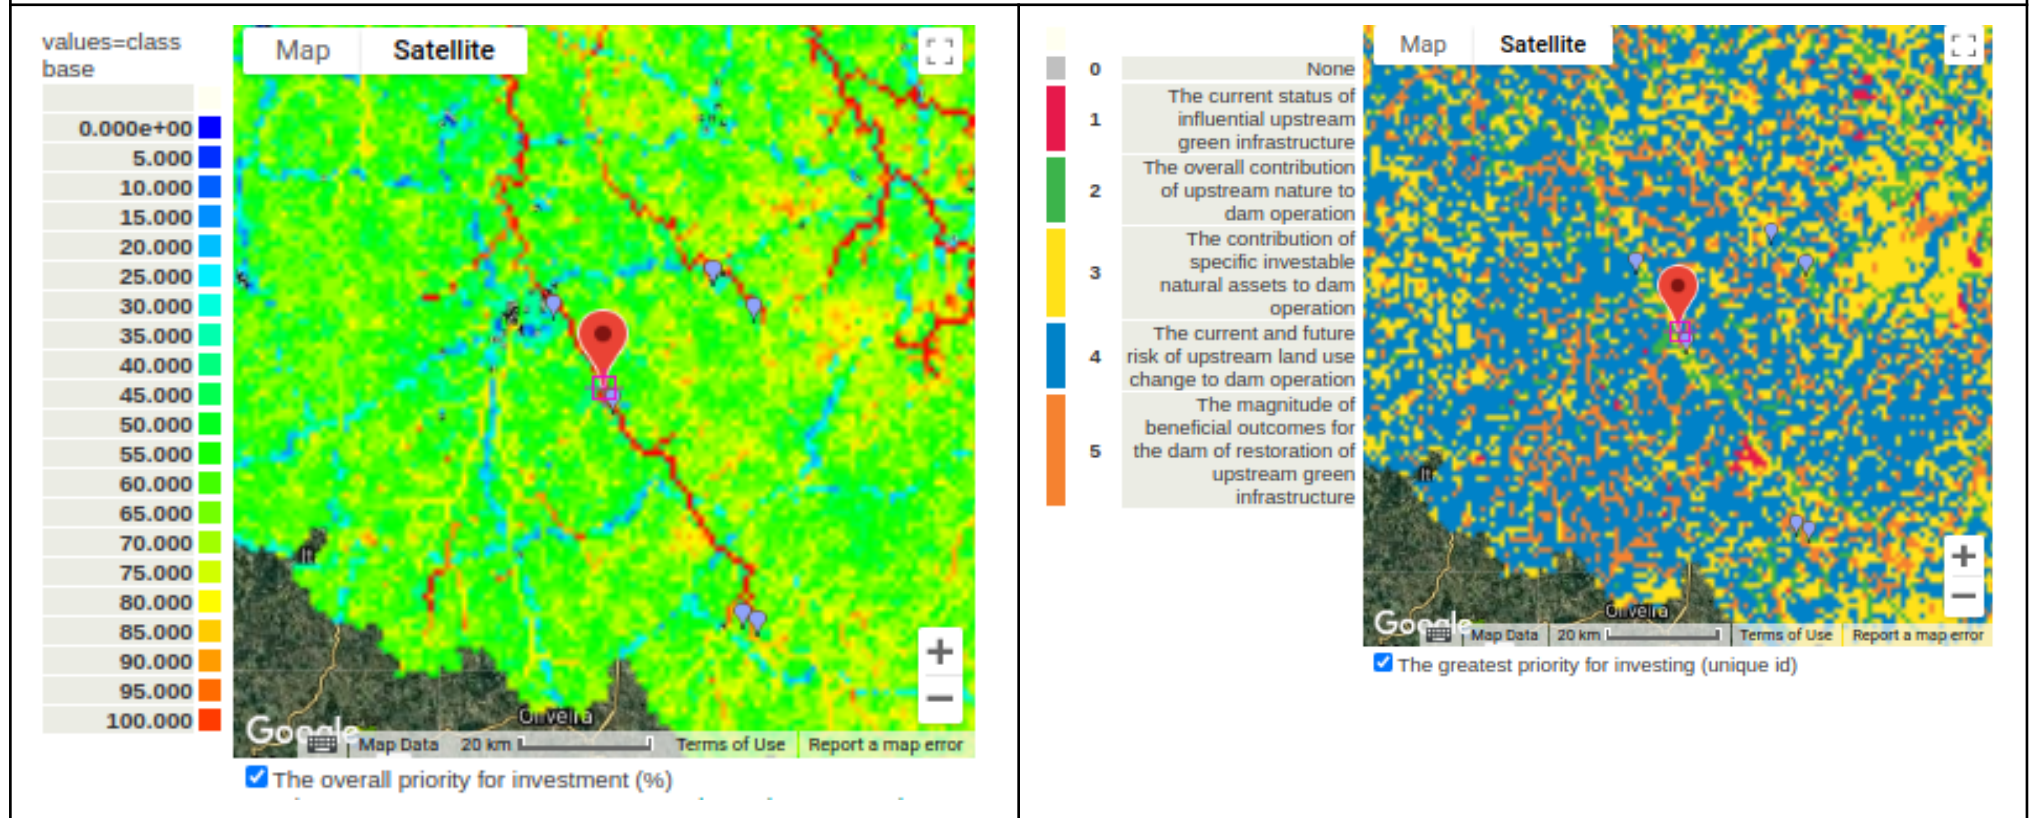 values=class
base
0.000e+00
5.000
10.000
15.000
20.000
25.000
30.000
35.000
40.000
45.000
50.000
55.000
60.000
65.000
70.000
75.000
80.000
85.000
90.000
95.000
100.000
Map Satellite
It
Oliveira
+
−
Google
Map Data 20 km Terms of Use Report a map error
The overall priority for investment (%)
0 None
1 The current status of
influential upstream
green infrastructure
2 The overall contribution
of upstream nature to
dam operation
3 The contribution of
specific investable
natural assets to dam
operation
4 The current and future
risk of upstream land use
change to dam operation
5 The magnitude of
beneficial outcomes for
the dam of restoration of
upstream green
infrastructure
Map Satellite
It
Oliveira
+
−
Google
Map Data 20 km Terms of Use Report a map error
The greatest priority for investing (unique id)